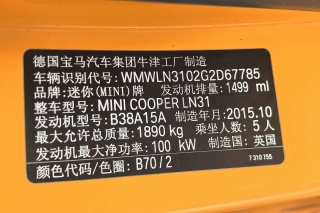 德国宝马汽车集团牛津工厂制造
车辆识别代号:WMWLN3102G2D67785
品牌:迷你(MINI)牌 发动机排量:1499 ml
整车型号:MINI COOPER LN31
发动机型号:B38A15A 制造年月:2015.10
最大允许总质量:1890 kg 乘坐人数:5 人
发动机最大净功率:100 kW 制造国:英国
颜色代码/色圈:B70 / 2 7 310 755